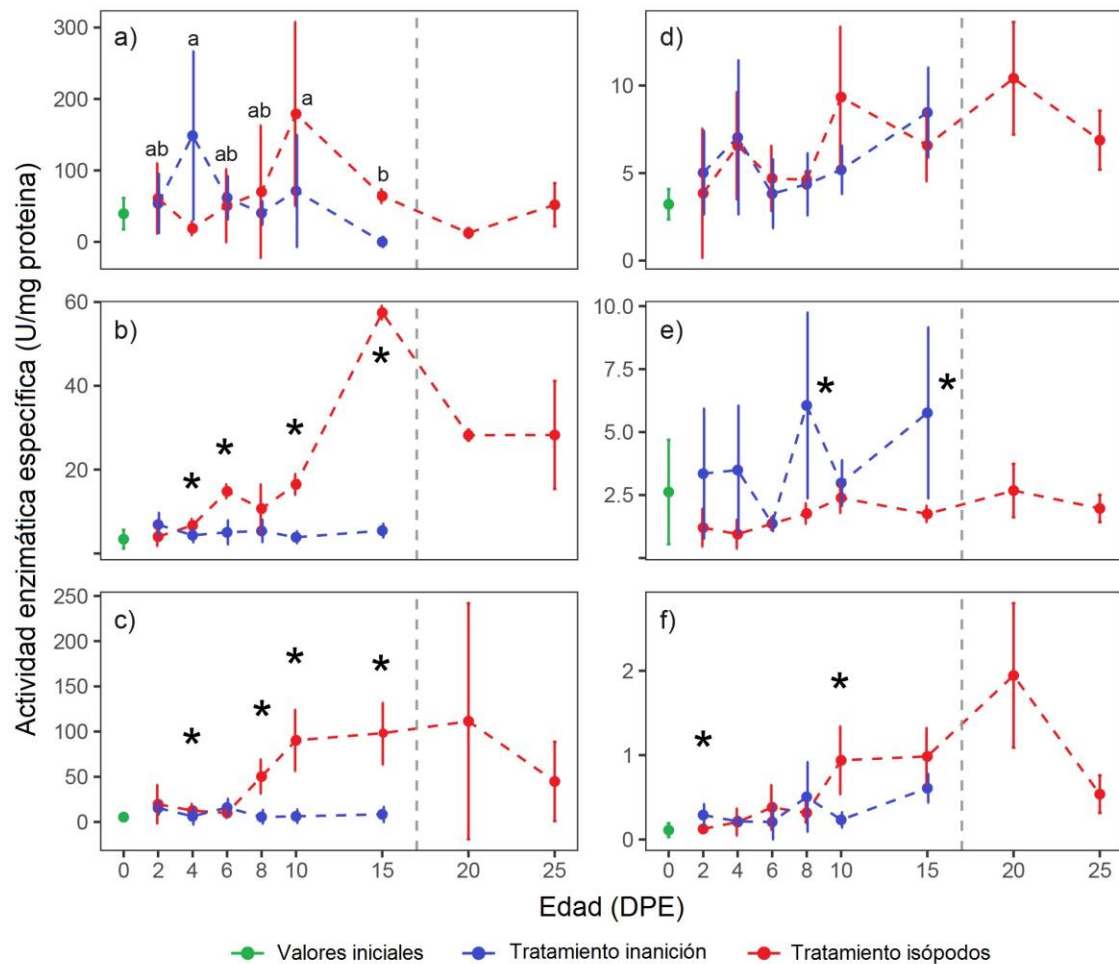 Actividad enzimática específica (U/mg proteina)
a)
300
200
100
0
ab
a
ab
ab
a
b
d)
10
5
0
b)
60
40
20
*
*
*
*
e)
10.0
7.5
5.0
2.5
*
*
c)
250
200
150
100
50
0
*
*
*
*
0 2 4 6 8 10 15 20 25
f)
2
1
0
*
*
0 2 4 6 8 10 15 20 25
Edad (DPE)
Valores iniciales Tratamiento inanición Tratamiento isópodos